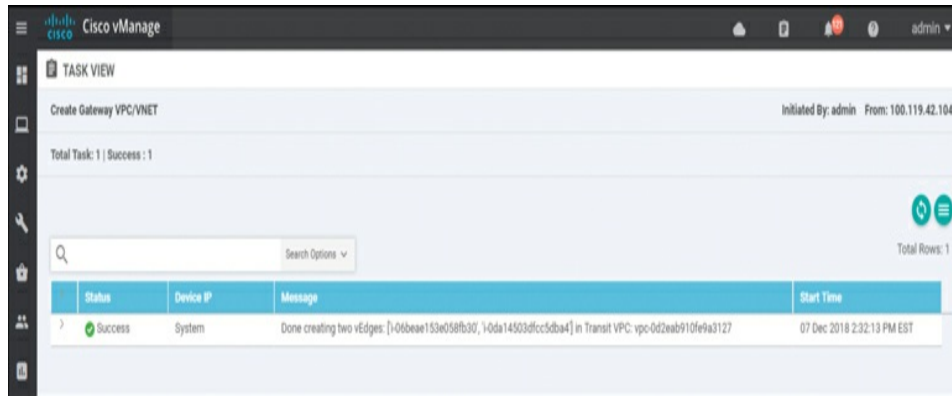 CISCO Cisco vManage 121 admin
TASK VIEW
Create Gateway VPC/VNET Initiated By: admin From: 100.119.42.104
Total Task: 1 | Success : 1
Search Options Total Rows: 1
Status Device IP Message Start Time
Success System Done creating two vEdges: ['i-06beae153e058fb30', 'i-0da14503dfcc5dba4'] in Transit VPC: vpc-0d2eab910fe9a3127 07 Dec 2018 2:32:13 PM EST